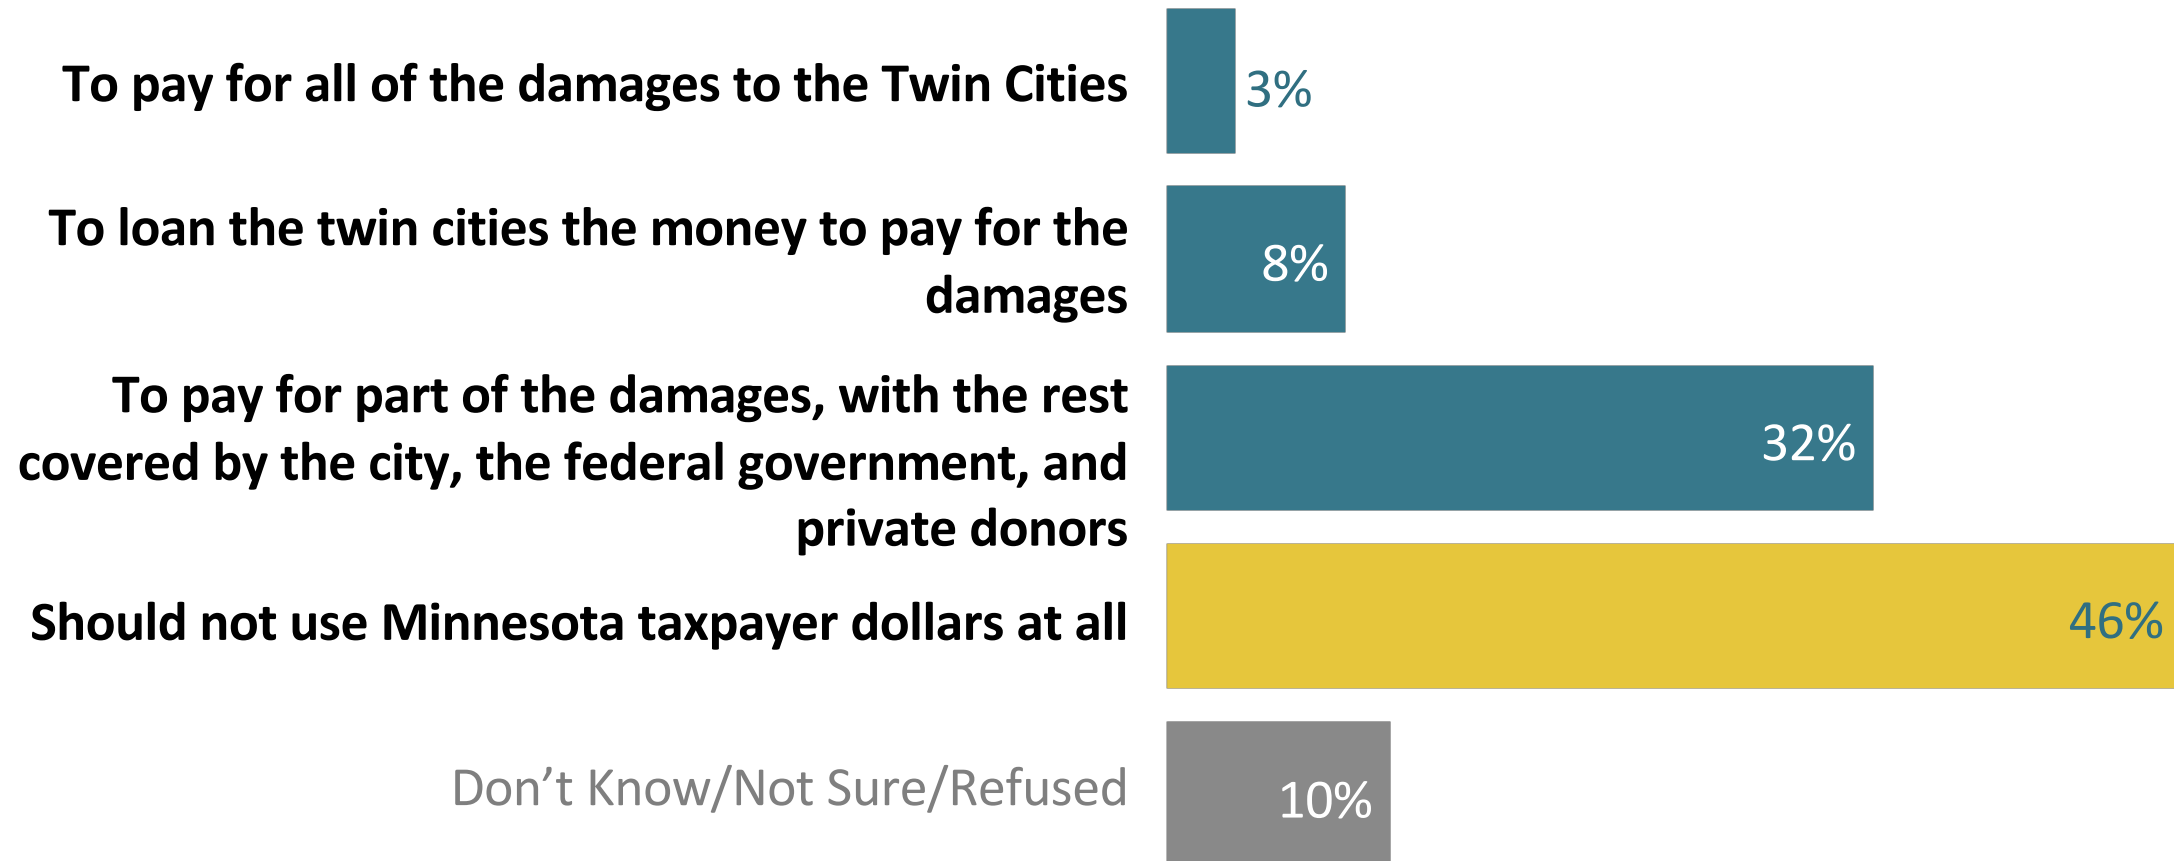 To pay for all of the damages to the Twin Cities
3%
To loan the twin cities the money to pay for the
damages
8%
To pay for part of the damages, with the rest
covered by the city, the federal government, and
private donors
32%
Should not use Minnesota taxpayer dollars at all
46%
Don’t Know/Not Sure/Refused
10%